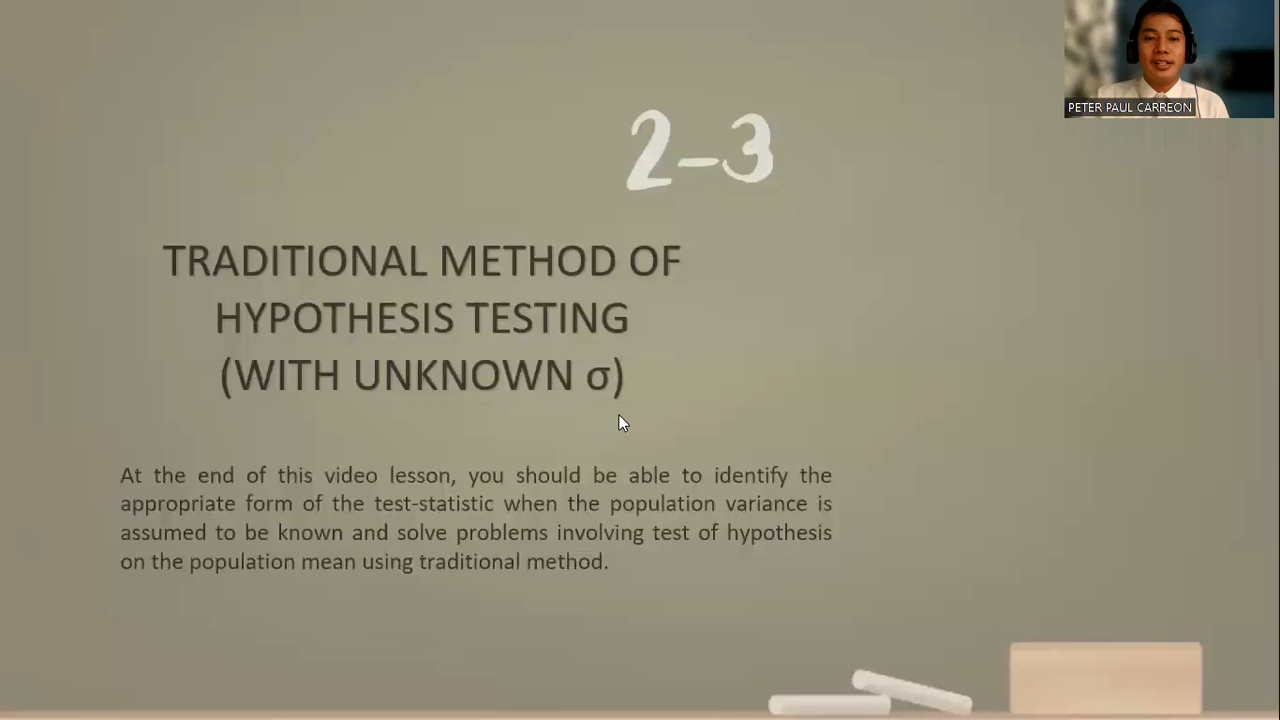 PETER PAUL CARREON
2-3
TRADITIONAL METHOD OF
HYPOTHESIS TESTING
(WITH UNKNOWN σ)
At the end of this video lesson, you should be able to identify the
appropriate form of the test-statistic when the population variance is
assumed to be known and solve problems involving test of hypothesis
on the population mean using traditional method.